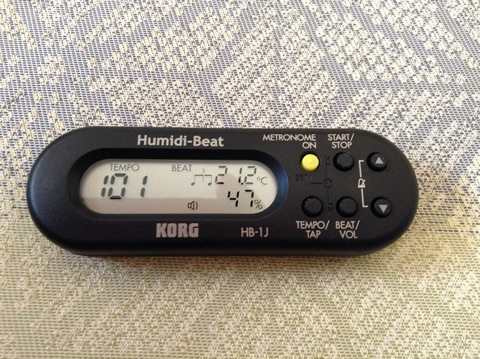 Humidi-Beat
METRONOME ON
START/STOP
TEMPO
BEAT
101
21.2 °C
47%
KORG
HB-1J
TEMPO/TAP
BEAT/VOL